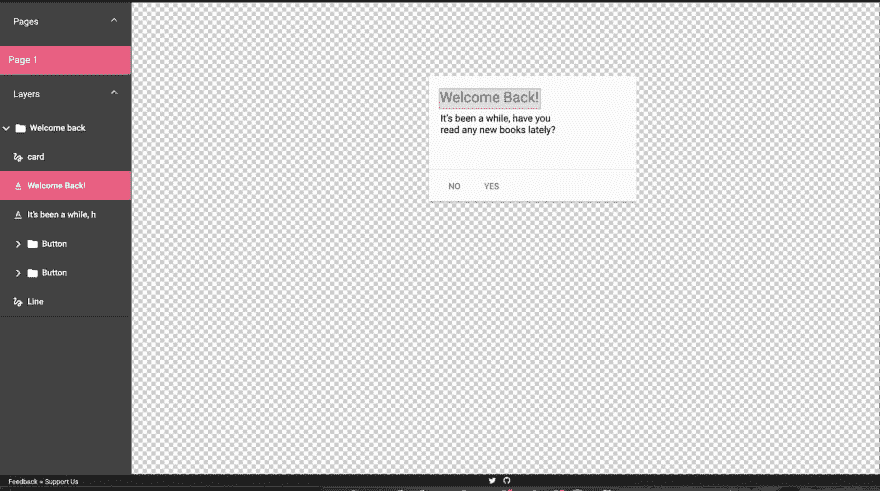 Pages
Page 1
Layers
Welcome back
card
Welcome Back!
It's been a while, h
Button
Button
Line
Welcome Back!
It's been a while, have you
read any new books lately?
NO YES
Feedback + Support Us